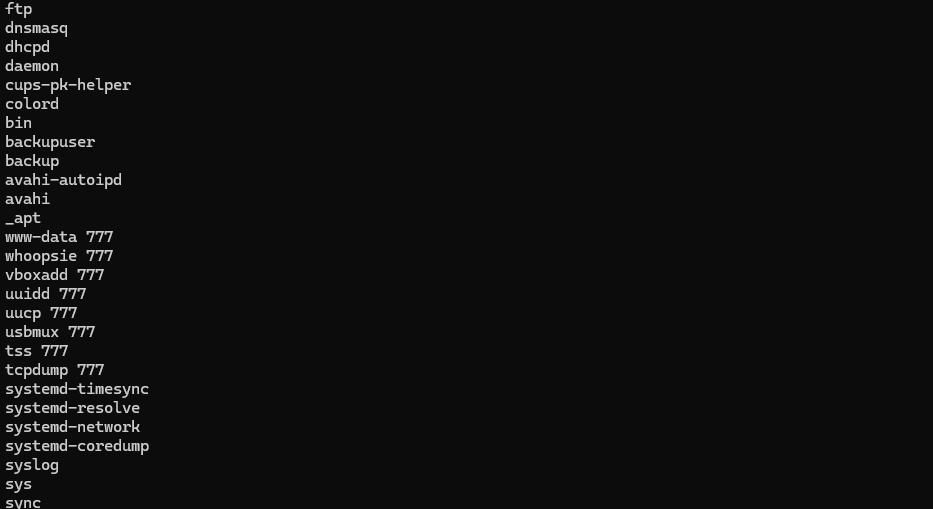 ftp
dnsmasq
dhcpd
daemon
cups-pk-helper
colord
bin
backupuser
backup
avahi-autoipd
avahi
_apt
www-data 777
whoopsie 777
vboxadd 777
uuidd 777
uucp 777
usbmux 777
tss 777
tcpdump 777
systemd-timesync
systemd-resolve
systemd-network
systemd-coredump
syslog
sys
sync